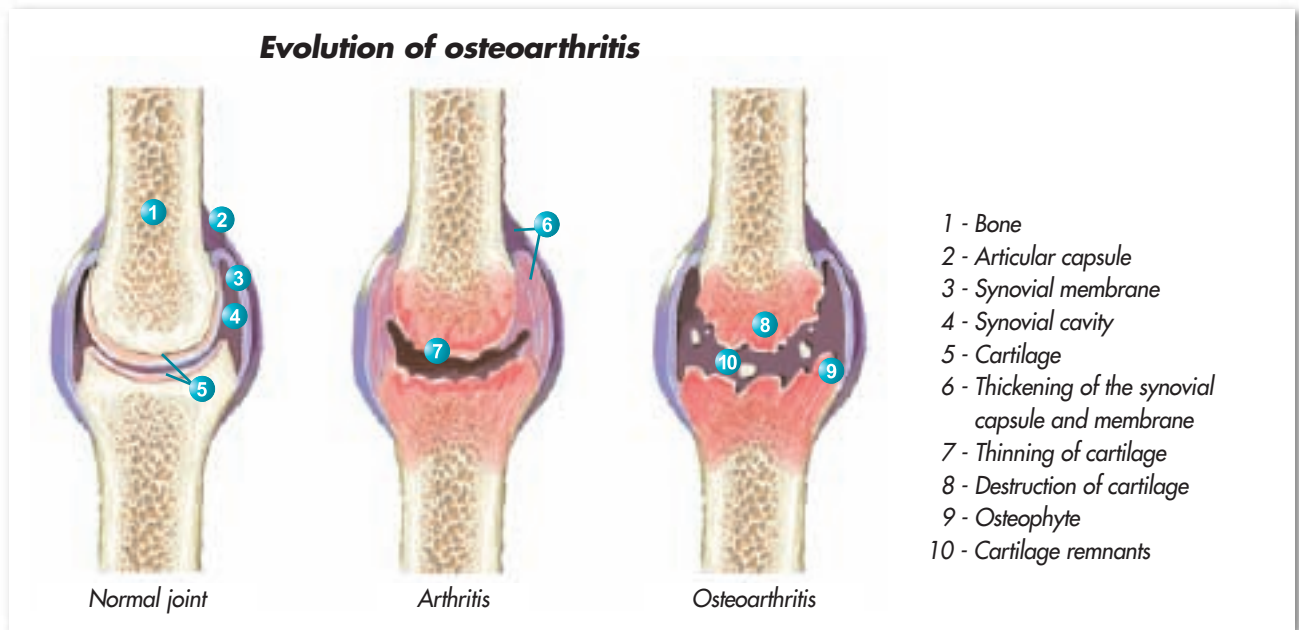 Evolution of osteoarthritis
1
2
3
4
5
6
7
8
9
10
1 - Bone
2 - Articular capsule
3 - Synovial membrane
4 - Synovial cavity
5 - Cartilage
6 - Thickening of the synovial
capsule and membrane
7 - Thinning of cartilage
8 - Destruction of cartilage
9 - Osteophyte
10 - Cartilage remnants
Normal joint
Arthritis
Osteoarthritis